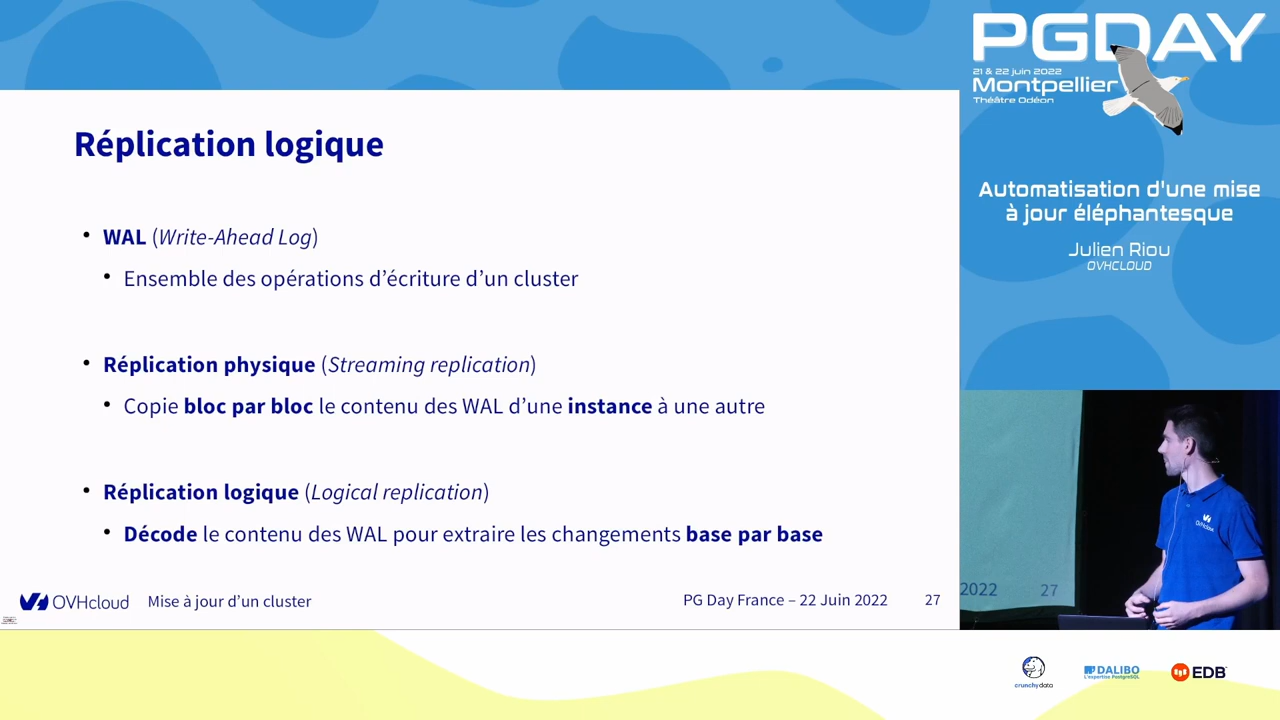 PGDAY
21 & 22 juin 2022
Montpellier
Théâtre Odéon
Réplication logique
• WAL (Write-Ahead Log)
• Ensemble des opérations d’écriture d’un cluster
• Réplication physique (Streaming replication)
• Copie bloc par bloc le contenu des WAL d’une instance à une autre
• Réplication logique (Logical replication)
• Décode le contenu des WAL pour extraire les changements base par base
OVHcloud
Mise à jour d’un cluster
PG Day France – 22 Juin 2022
27
Automatisation d'une mise
à jour éléphantesque
Julien Riou
OVHCLOUD
OVHcloud
2022 27
crunchydata
DALIBO
L'expertise PostgreSQL
EDB